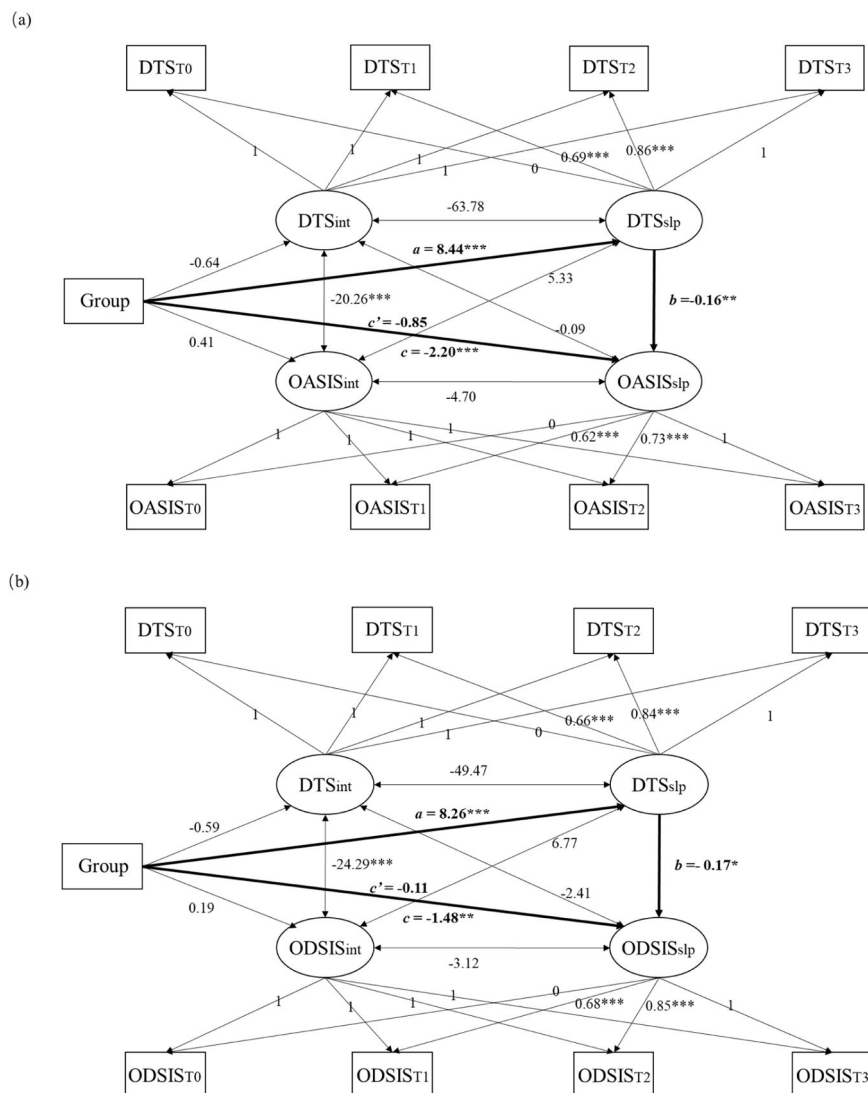 (a)
DTST0 DTST1 DTST2 DTST3
1 1 1 1 0 0.69*** 0.86*** 1
DTSint -63.78 DTSslp
-0.64 a = 8.44*** 5.33
Group -20.26*** b =-0.16**
c’= -0.85 -0.09
0.41 c = -2.20***
OASISint -4.70 OASISslp
1 1 1 1 0 0.62*** 0.73*** 1
OASIST0 OASIST1 OASIST2 OASIST3
(b)
DTST0 DTST1 DTST2 DTST3
1 1 1 1 0 0.66*** 0.84*** 1
DTSint -49.47 DTSslp
-0.59 a = 8.26*** 6.77
Group -24.29*** b =- 0.17*
c’= -0.11 -2.41
0.19 c = -1.48**
ODSISint -3.12 ODSISslp
1 1 1 1 0 0.68*** 0.85*** 1
ODSIST0 ODSIST1 ODSIST2 ODSIST3